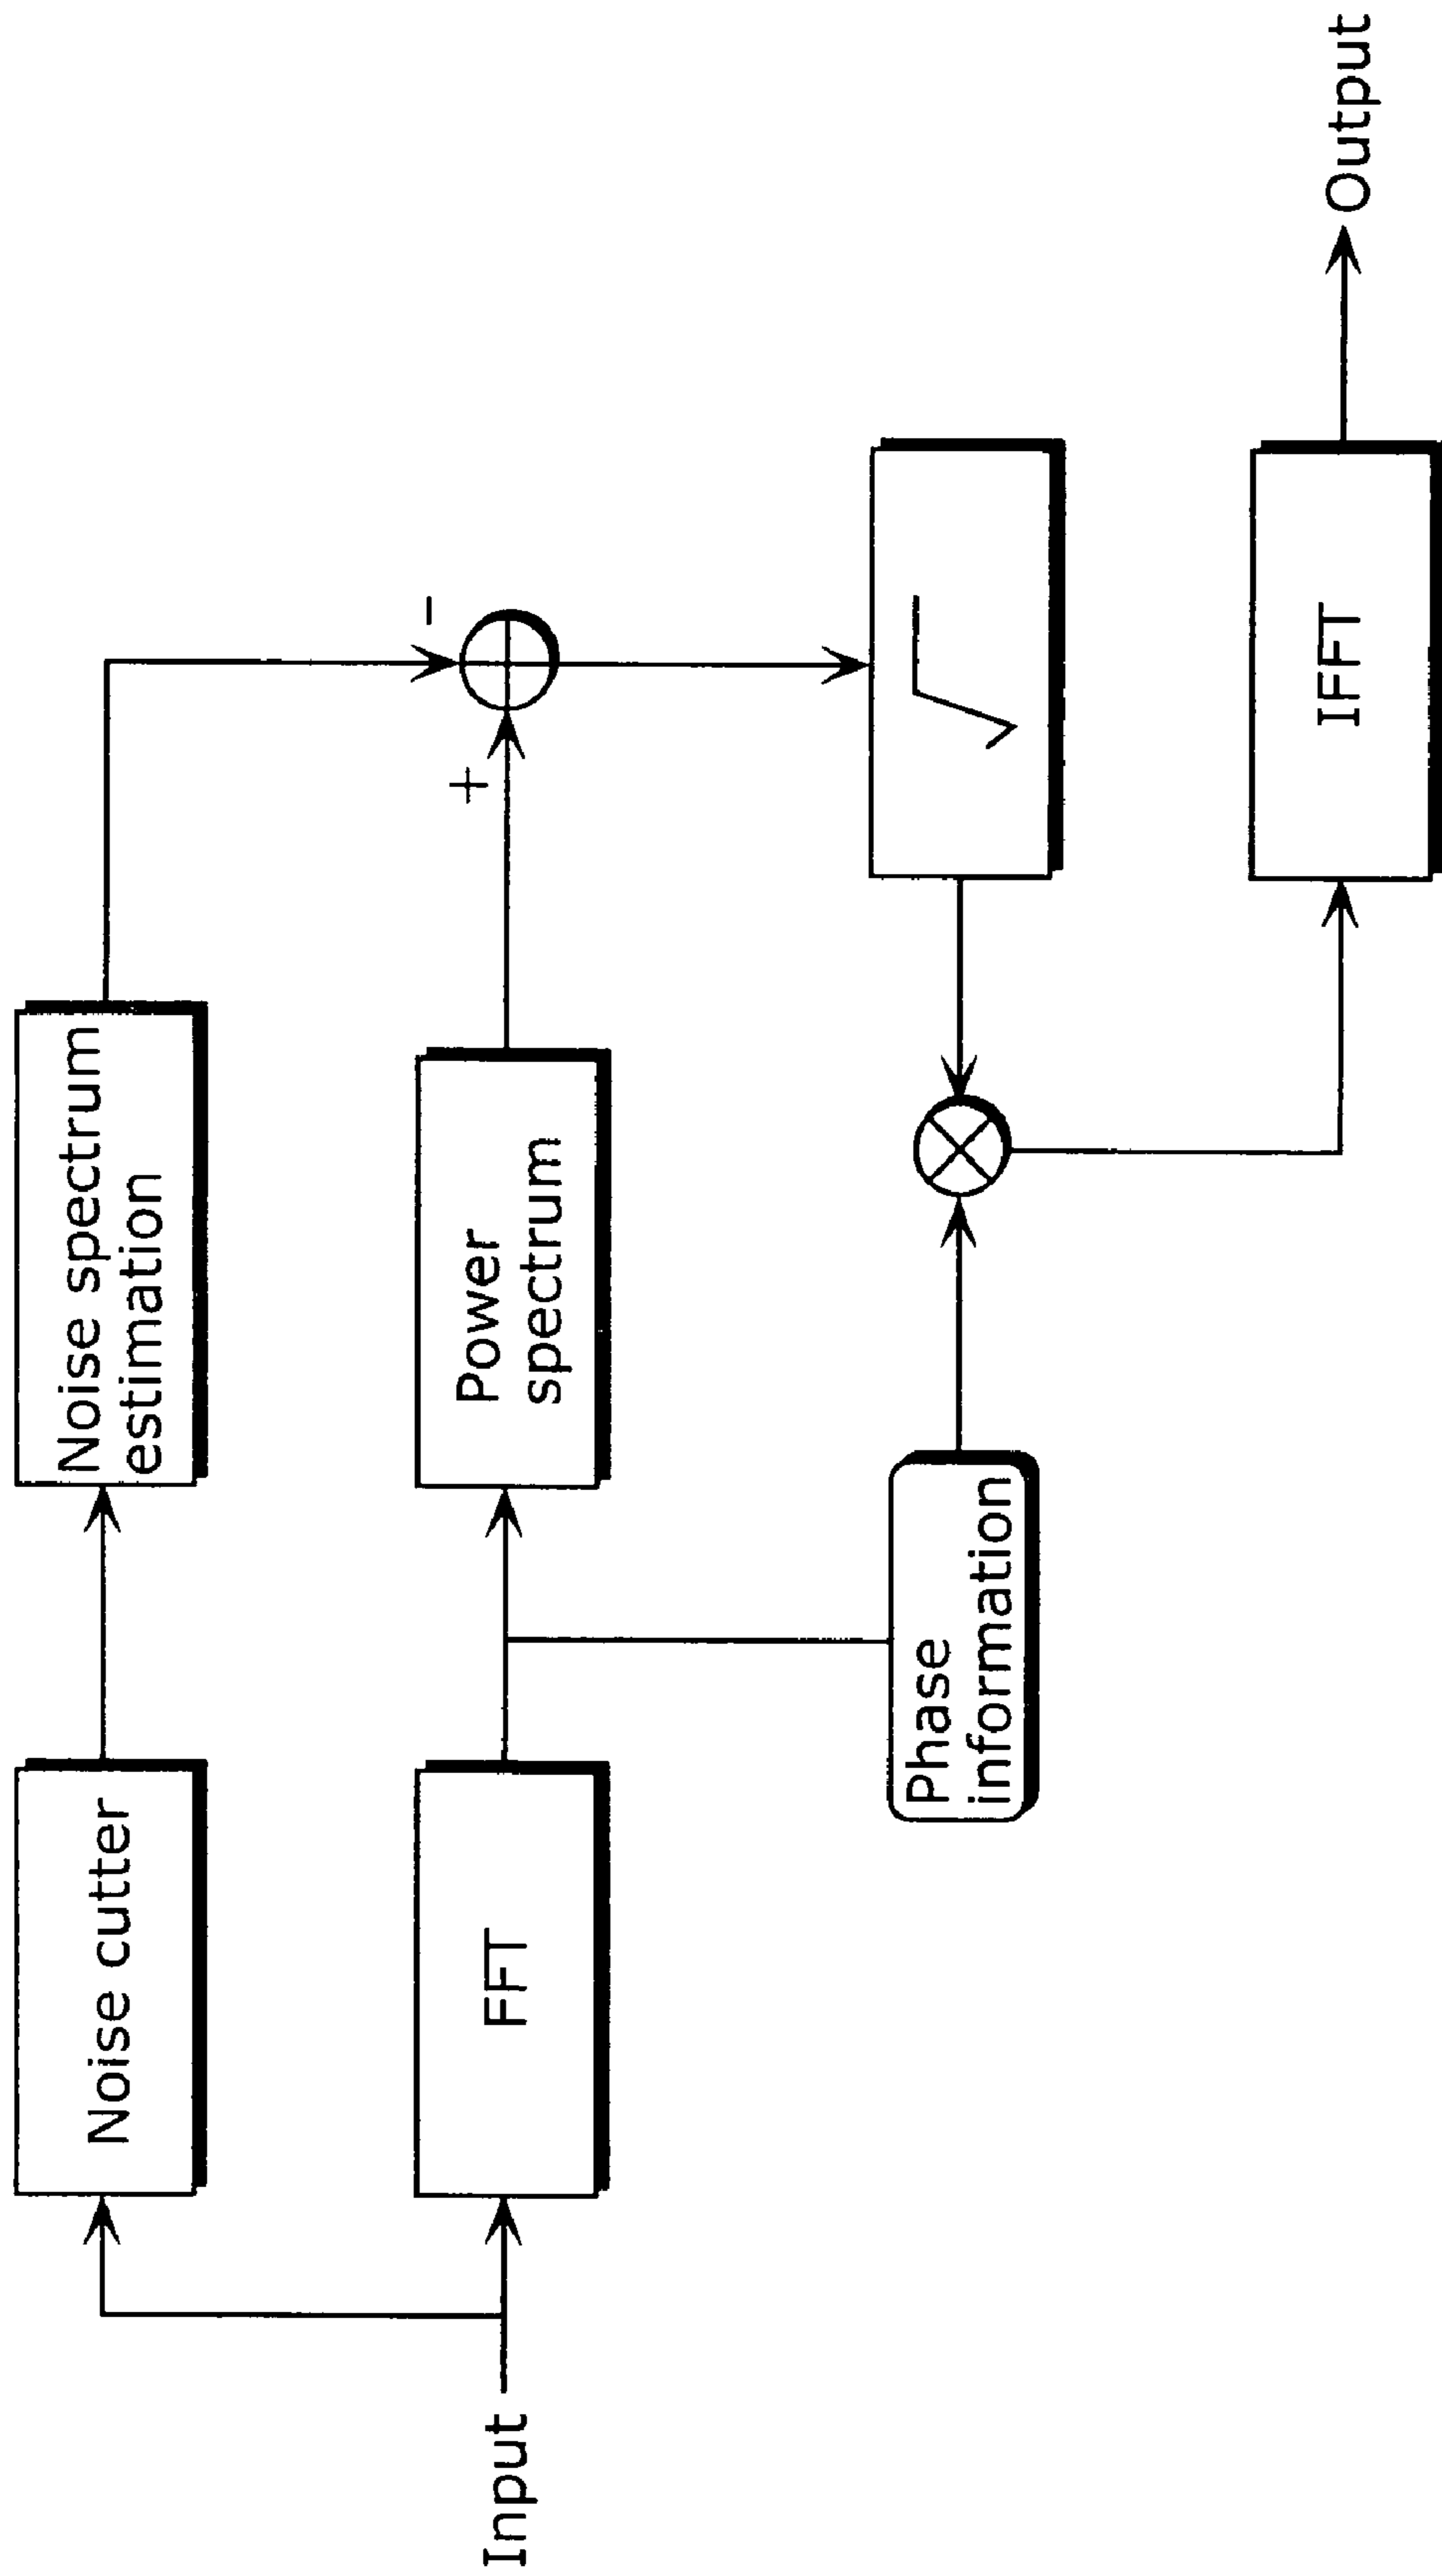 Input
Noise cutter
Noise spectrum
estimation
FFT
Power
spectrum
+
-
Phase
information
√
IFFT
Output